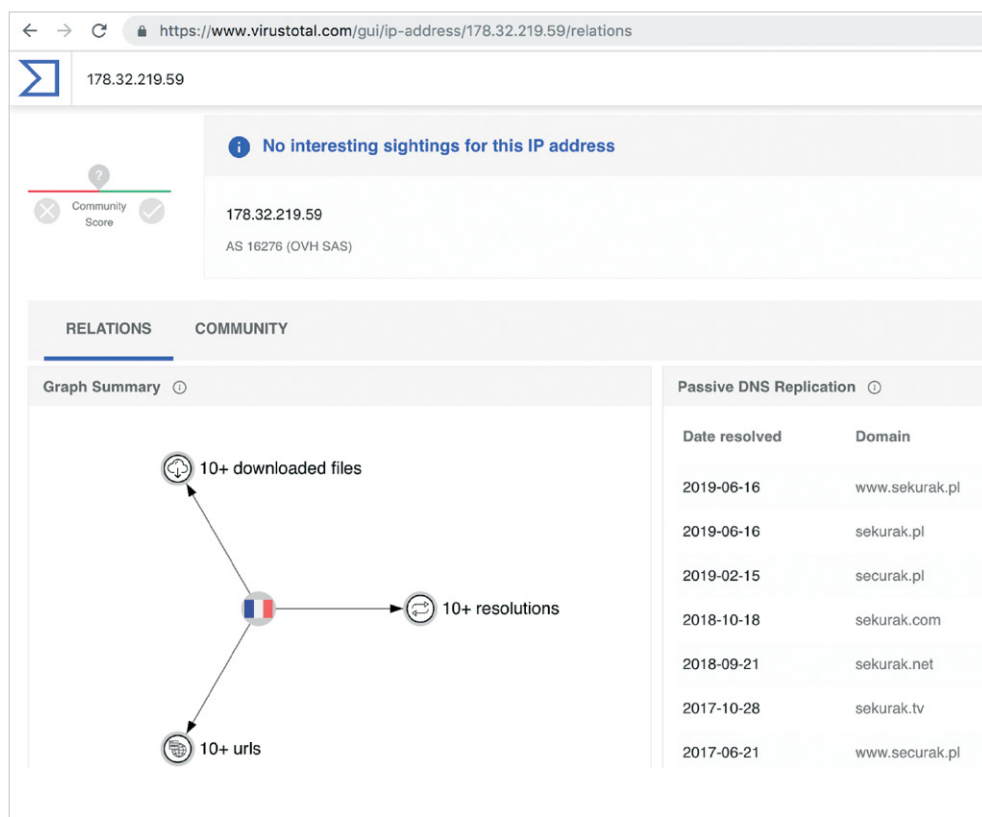 https://www.virustotal.com/gui/ip-address/178.32.219.59/relations
178.32.219.59
No interesting sightings for this IP address
?
Community
Score
178.32.219.59
AS 16276 (OVH SAS)
RELATIONS COMMUNITY
Graph Summary
10+ downloaded files
10+ resolutions
10+ urls
Passive DNS Replication
Date resolved Domain
2019-06-16 www.sekurak.pl
2019-06-16 sekurak.pl
2019-02-15 securak.pl
2018-10-18 sekurak.com
2018-09-21 sekurak.net
2017-10-28 sekurak.tv
2017-06-21 www.securak.pl